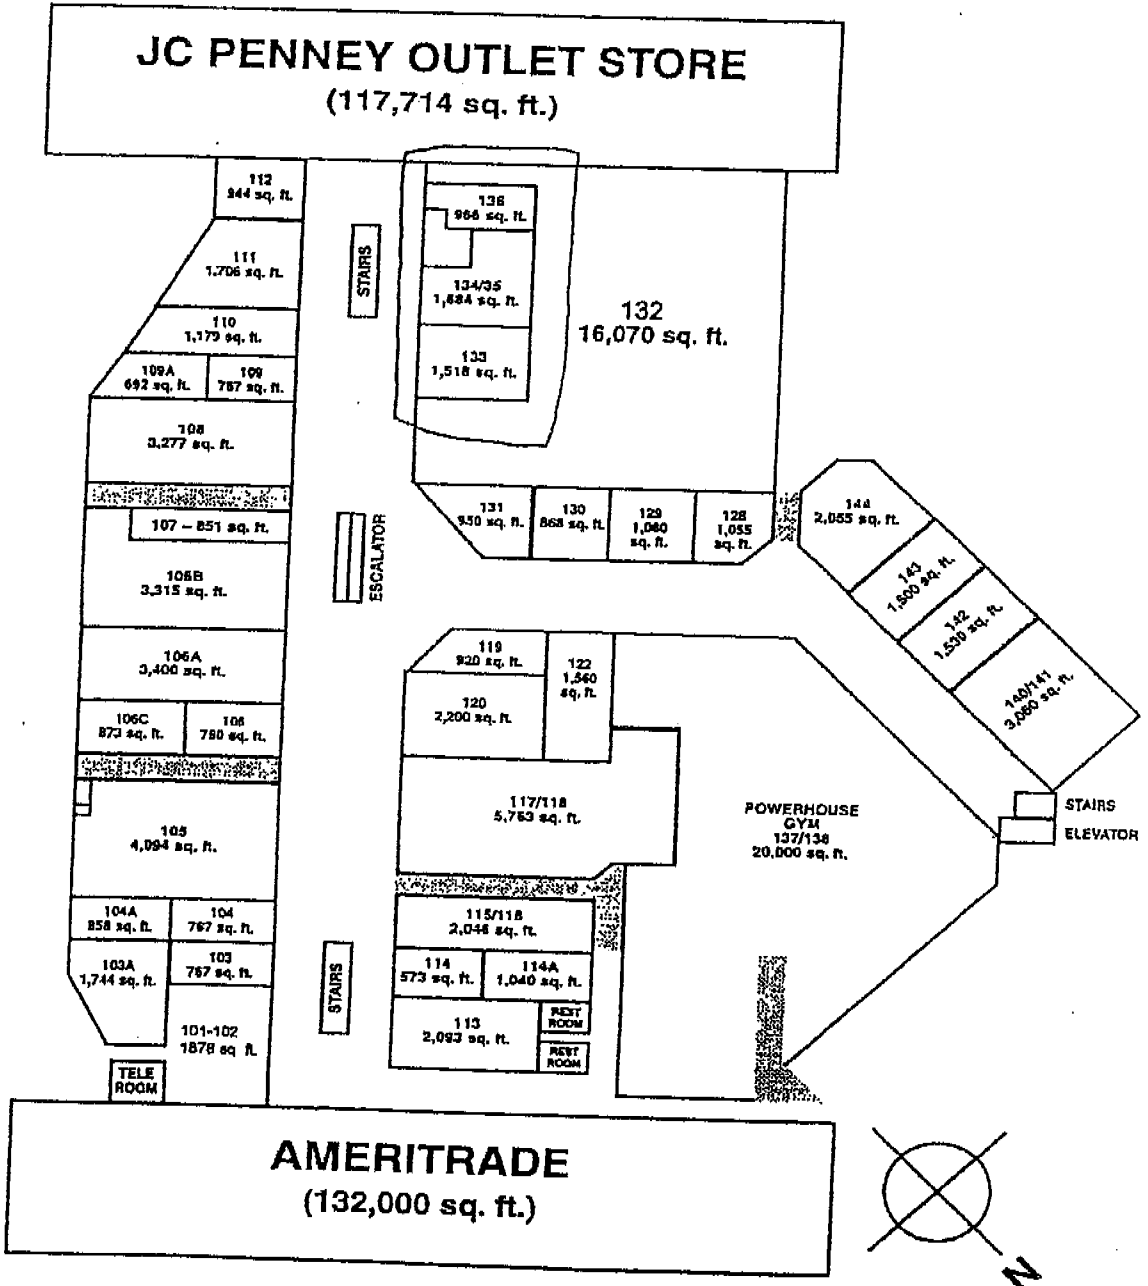 JC PENNEY OUTLET STORE
(117,714 sq. ft.)
112
944 sq. ft.
111
1,706 sq. ft.
110
1,179 sq. ft.
109A
692 sq. ft.
109
767 sq. ft.
108
3,277 sq. ft.
107 – 851 sq. ft.
106B
3,315 sq. ft.
106A
3,400 sq. ft.
106C
873 sq. ft.
106
780 sq. ft.
105
4,094 sq. ft.
104A
858 sq. ft.
104
767 sq. ft.
103A
1,744 sq. ft.
103
767 sq. ft.
101-102
1878 sq ft.
TELE
ROOM
STAIRS
ESCALATOR
STAIRS
136
966 sq. ft.
134/35
1,684 sq. ft.
133
1,518 sq. ft.
132
16,070 sq. ft.
131
950 sq. ft.
130
868 sq. ft.
129
1,060
sq. ft.
128
1,055
sq. ft.
144
2,055 sq. ft.
143
1,600 sq. ft.
142
1,530 sq. ft.
140/141
3,060 sq. ft.
STAIRS
ELEVATOR
119
920 sq. ft.
120
2,200 sq. ft.
122
1,560
sq. ft.
117/118
5,763 sq. ft.
POWERHOUSE
GYM
137/138
20,000 sq. ft.
115/116
2,046 sq. ft.
114
573 sq. ft.
114A
1,040 sq. ft.
113
2,093 sq. ft.
REST
ROOM
REST
ROOM
AMERITRADE
(132,000 sq. ft.)
N